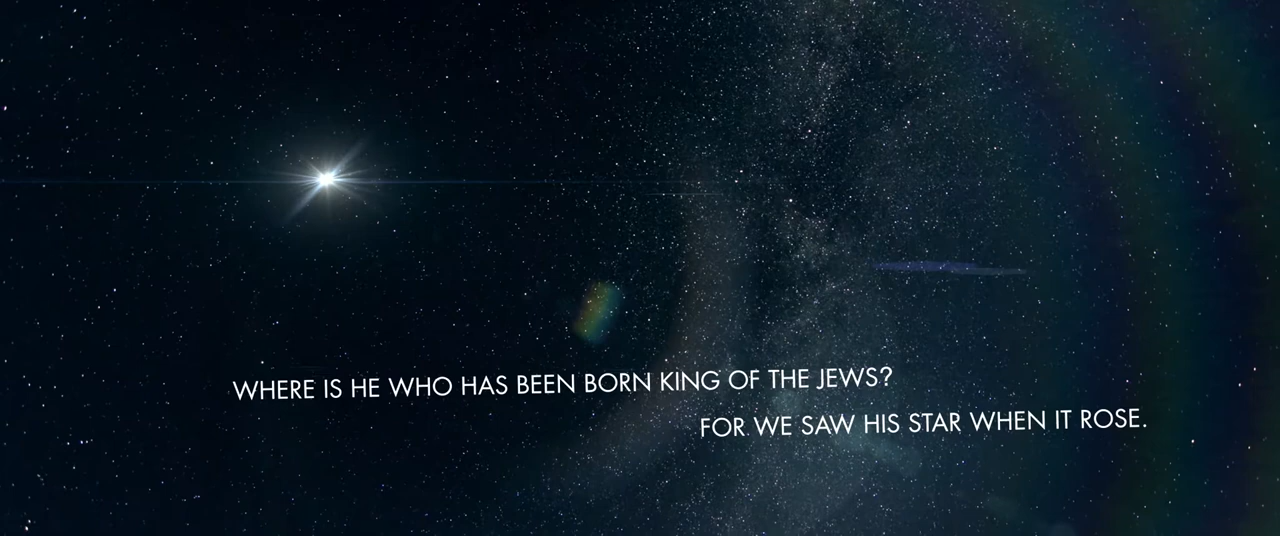 WHERE IS HE WHO HAS BEEN BORN KING OF THE JEWS?
FOR WE SAW HIS STAR WHEN IT ROSE.